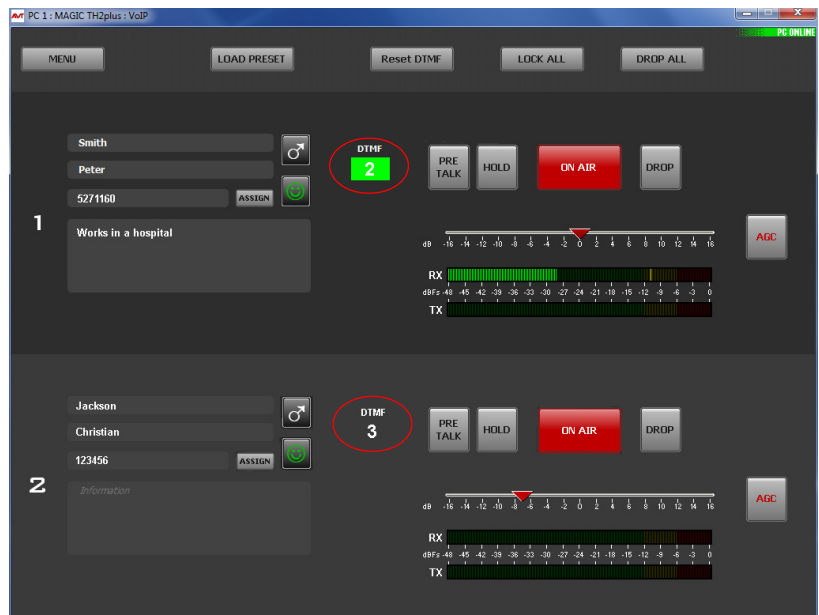 AVT PC 1 : MAGIC TH2plus : VoIP
PC ONLINE
MENU LOAD PRESET Reset DTMF LOCK ALL DROP ALL
1
Smith
Peter
5271160 ASSIGN
Works in a hospital
DTMF
2
PRE TALK HOLD ON AIR DROP
dB -16 -14 -12 -10 -8 -6 -4 -2 0 2 4 6 8 10 12 14 16
AGC
RX
dBFs -48 -45 -42 -39 -36 -33 -30 -27 -24 -21 -18 -15 -12 -9 -6 -3 0
TX
2
Jackson
Christian
123456 ASSIGN
Information
DTMF
3
PRE TALK HOLD ON AIR DROP
dB -16 -14 -12 -10 -8 -6 -4 -2 0 2 4 6 8 10 12 14 16
AGC
RX
dBFs -48 -45 -42 -39 -36 -33 -30 -27 -24 -21 -18 -15 -12 -9 -6 -3 0
TX